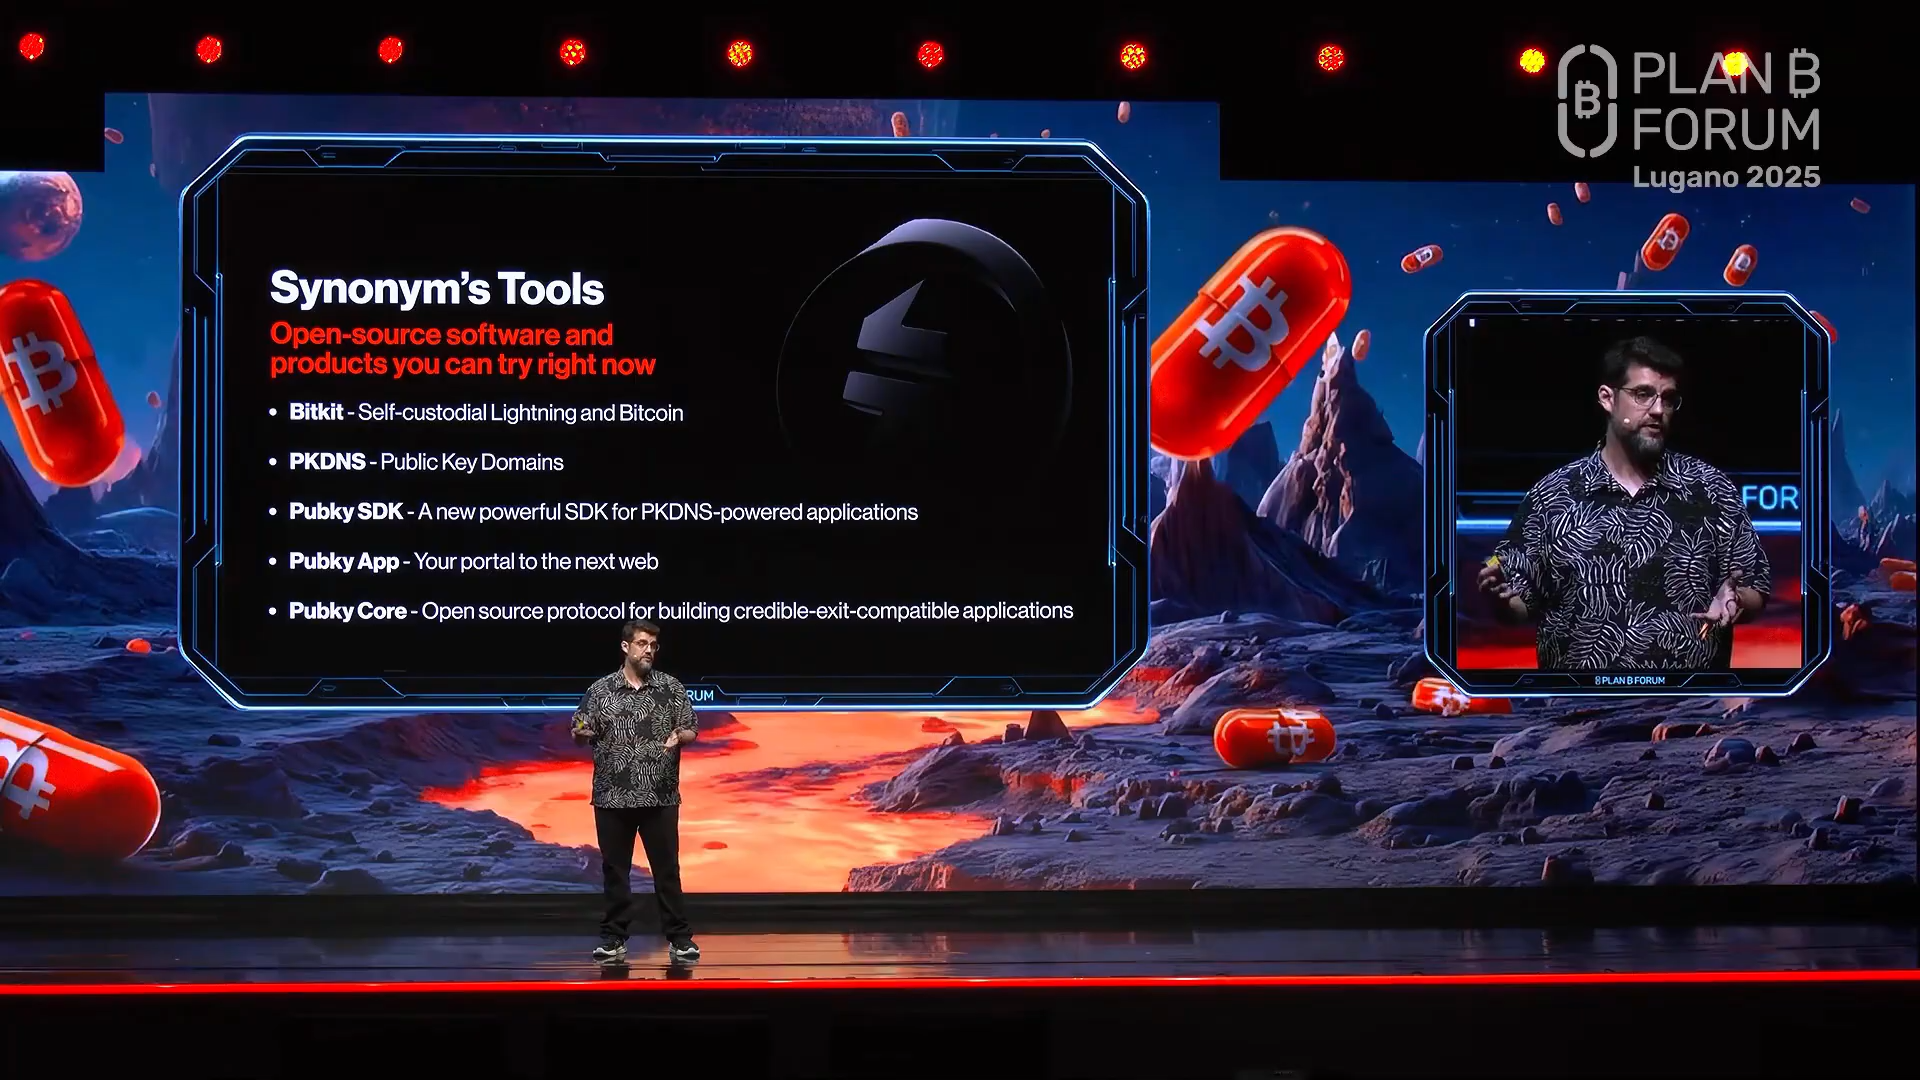 PLAN B
FORUM
Lugano 2025
Synonym's Tools
Open-source software and
products you can try right now
• Bitkit - Self-custodial Lightning and Bitcoin
• PKDNS - Public Key Domains
• Pubky SDK - A new powerful SDK for PKDNS-powered applications
• Pubky App - Your portal to the next web
• Pubky Core - Open source protocol for building credible-exit-compatible applications
RUM
FOR
PLAN B FORUM